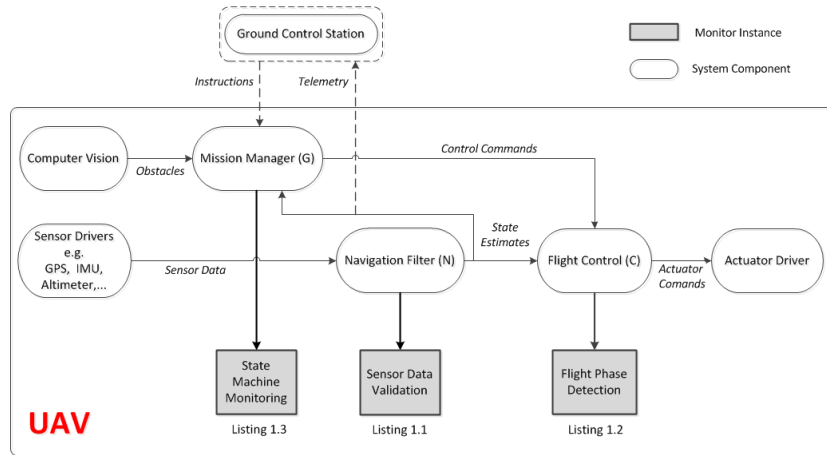 Ground Control Station
Monitor Instance
System Component
Instructions
Telemetry
Computer Vision
Obstacles
Mission Manager (G)
Control Commands
Sensor Drivers
e.g.
GPS, IMU,
Altimeter,...
Sensor Data
Navigation Filter (N)
State
Estimates
Flight Control (C)
Actuator
Comands
Actuator Driver
State
Machine
Monitoring
Sensor Data
Validation
Flight Phase
Detection
UAV
Listing 1.3
Listing 1.1
Listing 1.2